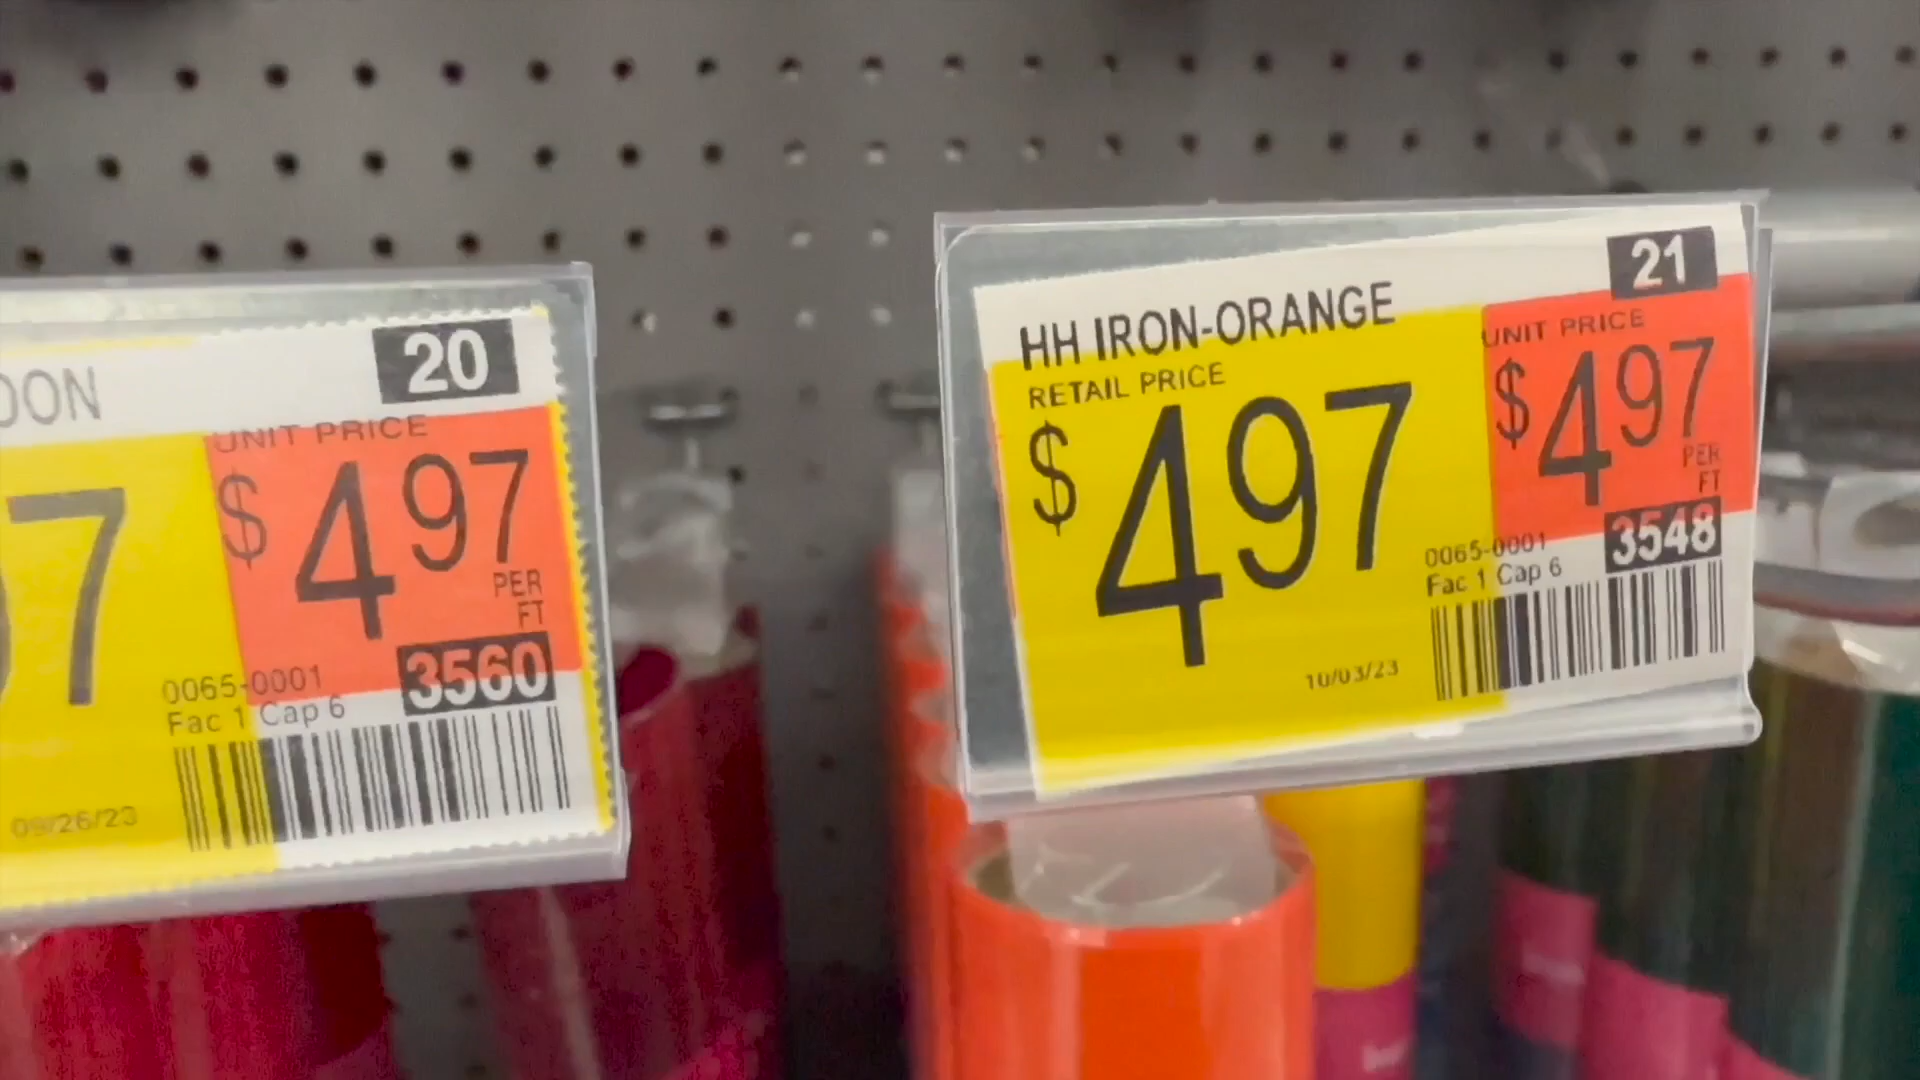 20
UNIT PRICE
$497
PER
FT
0065-0001
3560
Fac 1 Cap 6
09/26/23
21
HH IRON-ORANGE
RETAIL PRICE
$497
UNIT PRICE
$497
PER
FT
0065-0001
3548
Fac 1 Cap 6
10/03/23